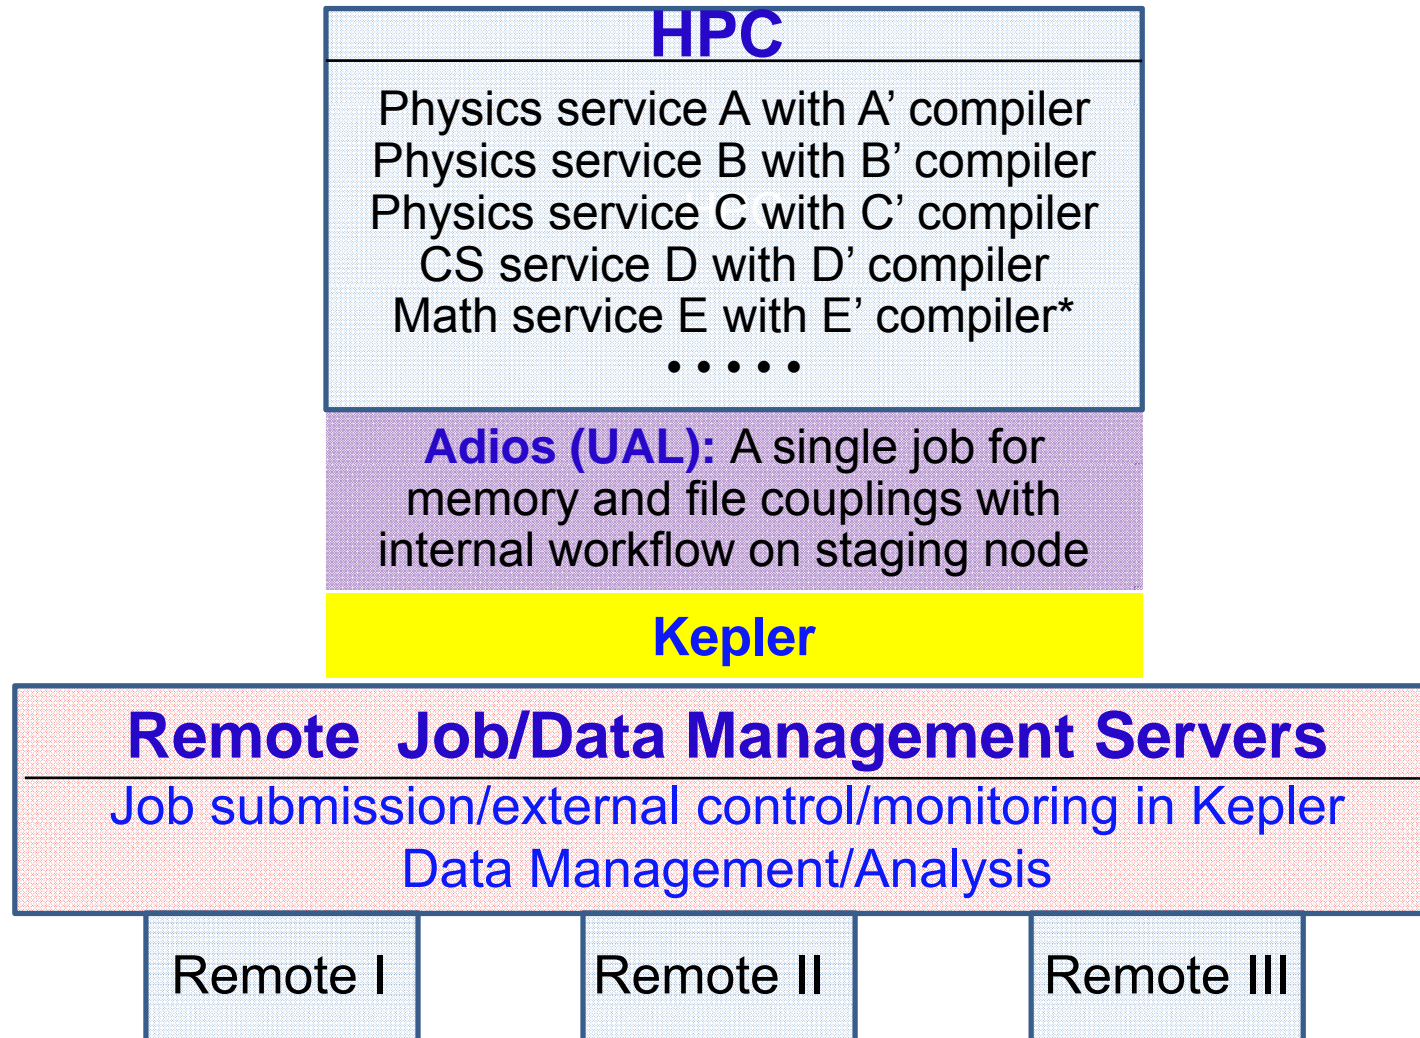 HPC
Physics service A with A’ compiler
Physics service B with B’ compiler
Physics service C with C’ compiler
CS service D with D’ compiler
Math service E with E’ compiler*
• • • • •
Adios (UAL): A single job for
memory and file couplings with
internal workflow on staging node
Kepler
Remote Job/Data Management Servers
Job submission/external control/monitoring in Kepler
Data Management/Analysis
Remote I
Remote II
Remote III